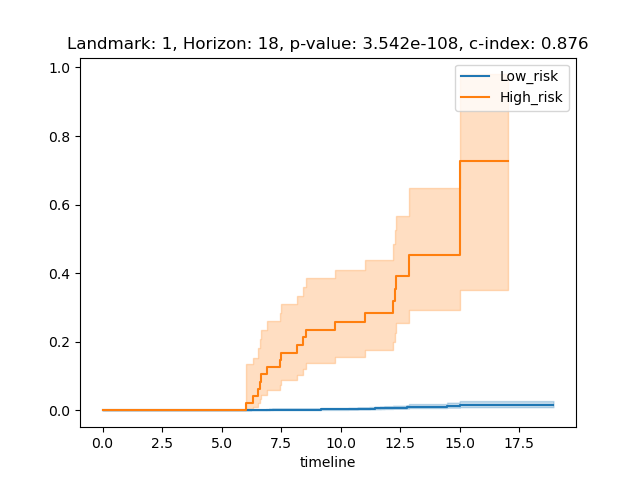 Landmark: 1, Horizon: 18, p-value: 3.542e-108, c-index: 0.876
1.0
Low_risk
High_risk
0.8
0.6
0.4
0.2
0.0
0.0 2.5 5.0 7.5 10.0 12.5 15.0 17.5
timeline